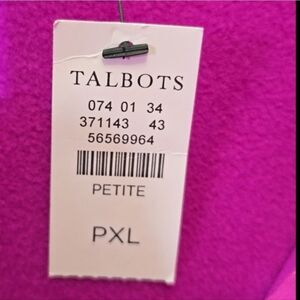 TALBOTS
074 01 34
371143 43
56569964
PETITE
PXL